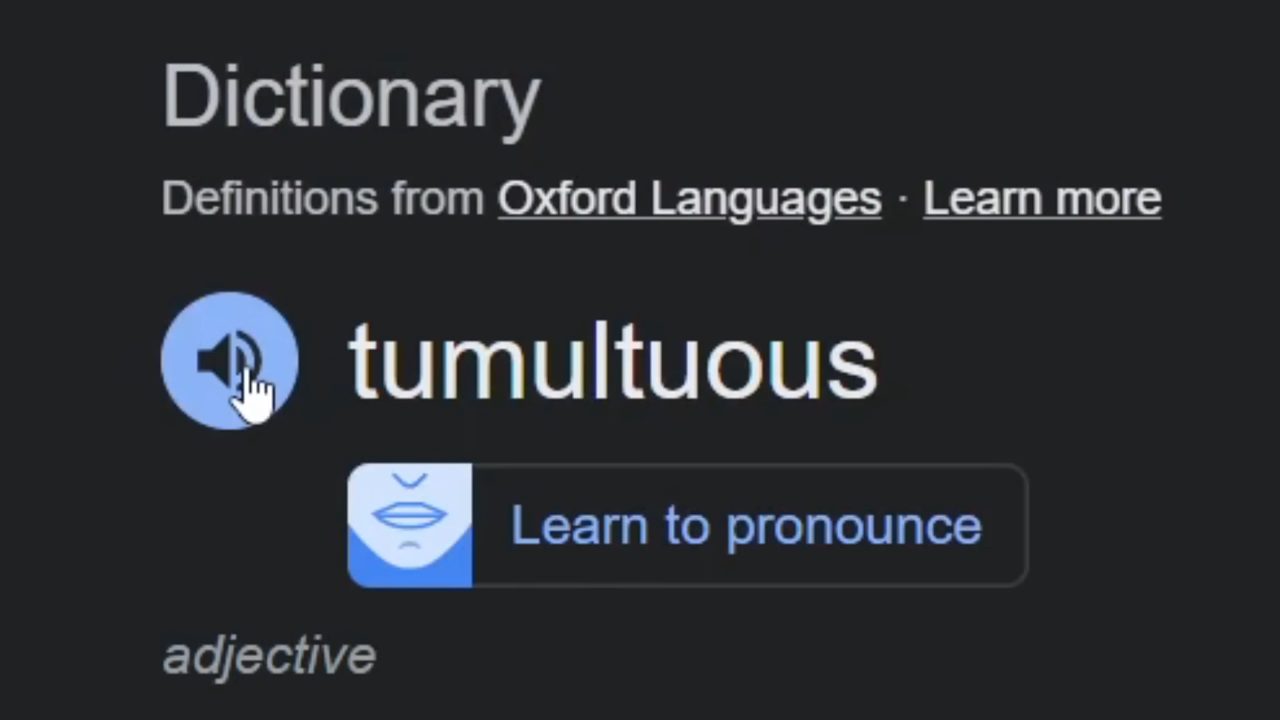 Dictionary
Definitions from Oxford Languages · Learn more
tumultuous
Learn to pronounce
adjective